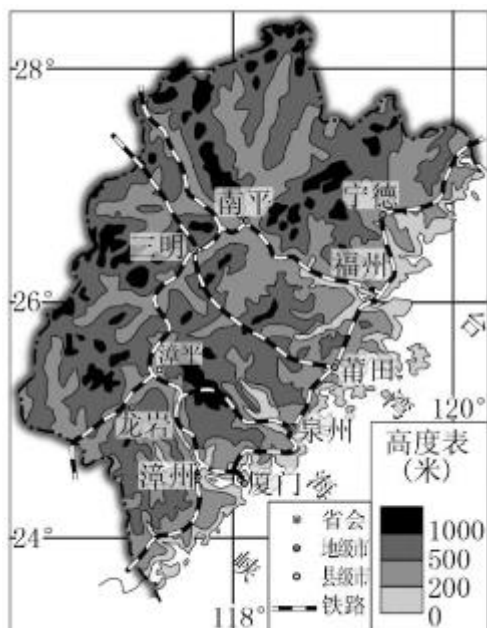 28°
南平
宁德
三明
福州
26°
台
漳平
莆田
湾
120°
龙岩
泉州
漳州
厦门
海
24°
峡
118°
高度表
(米)
1000
500
200
0
省会
地级市
县级市
铁路